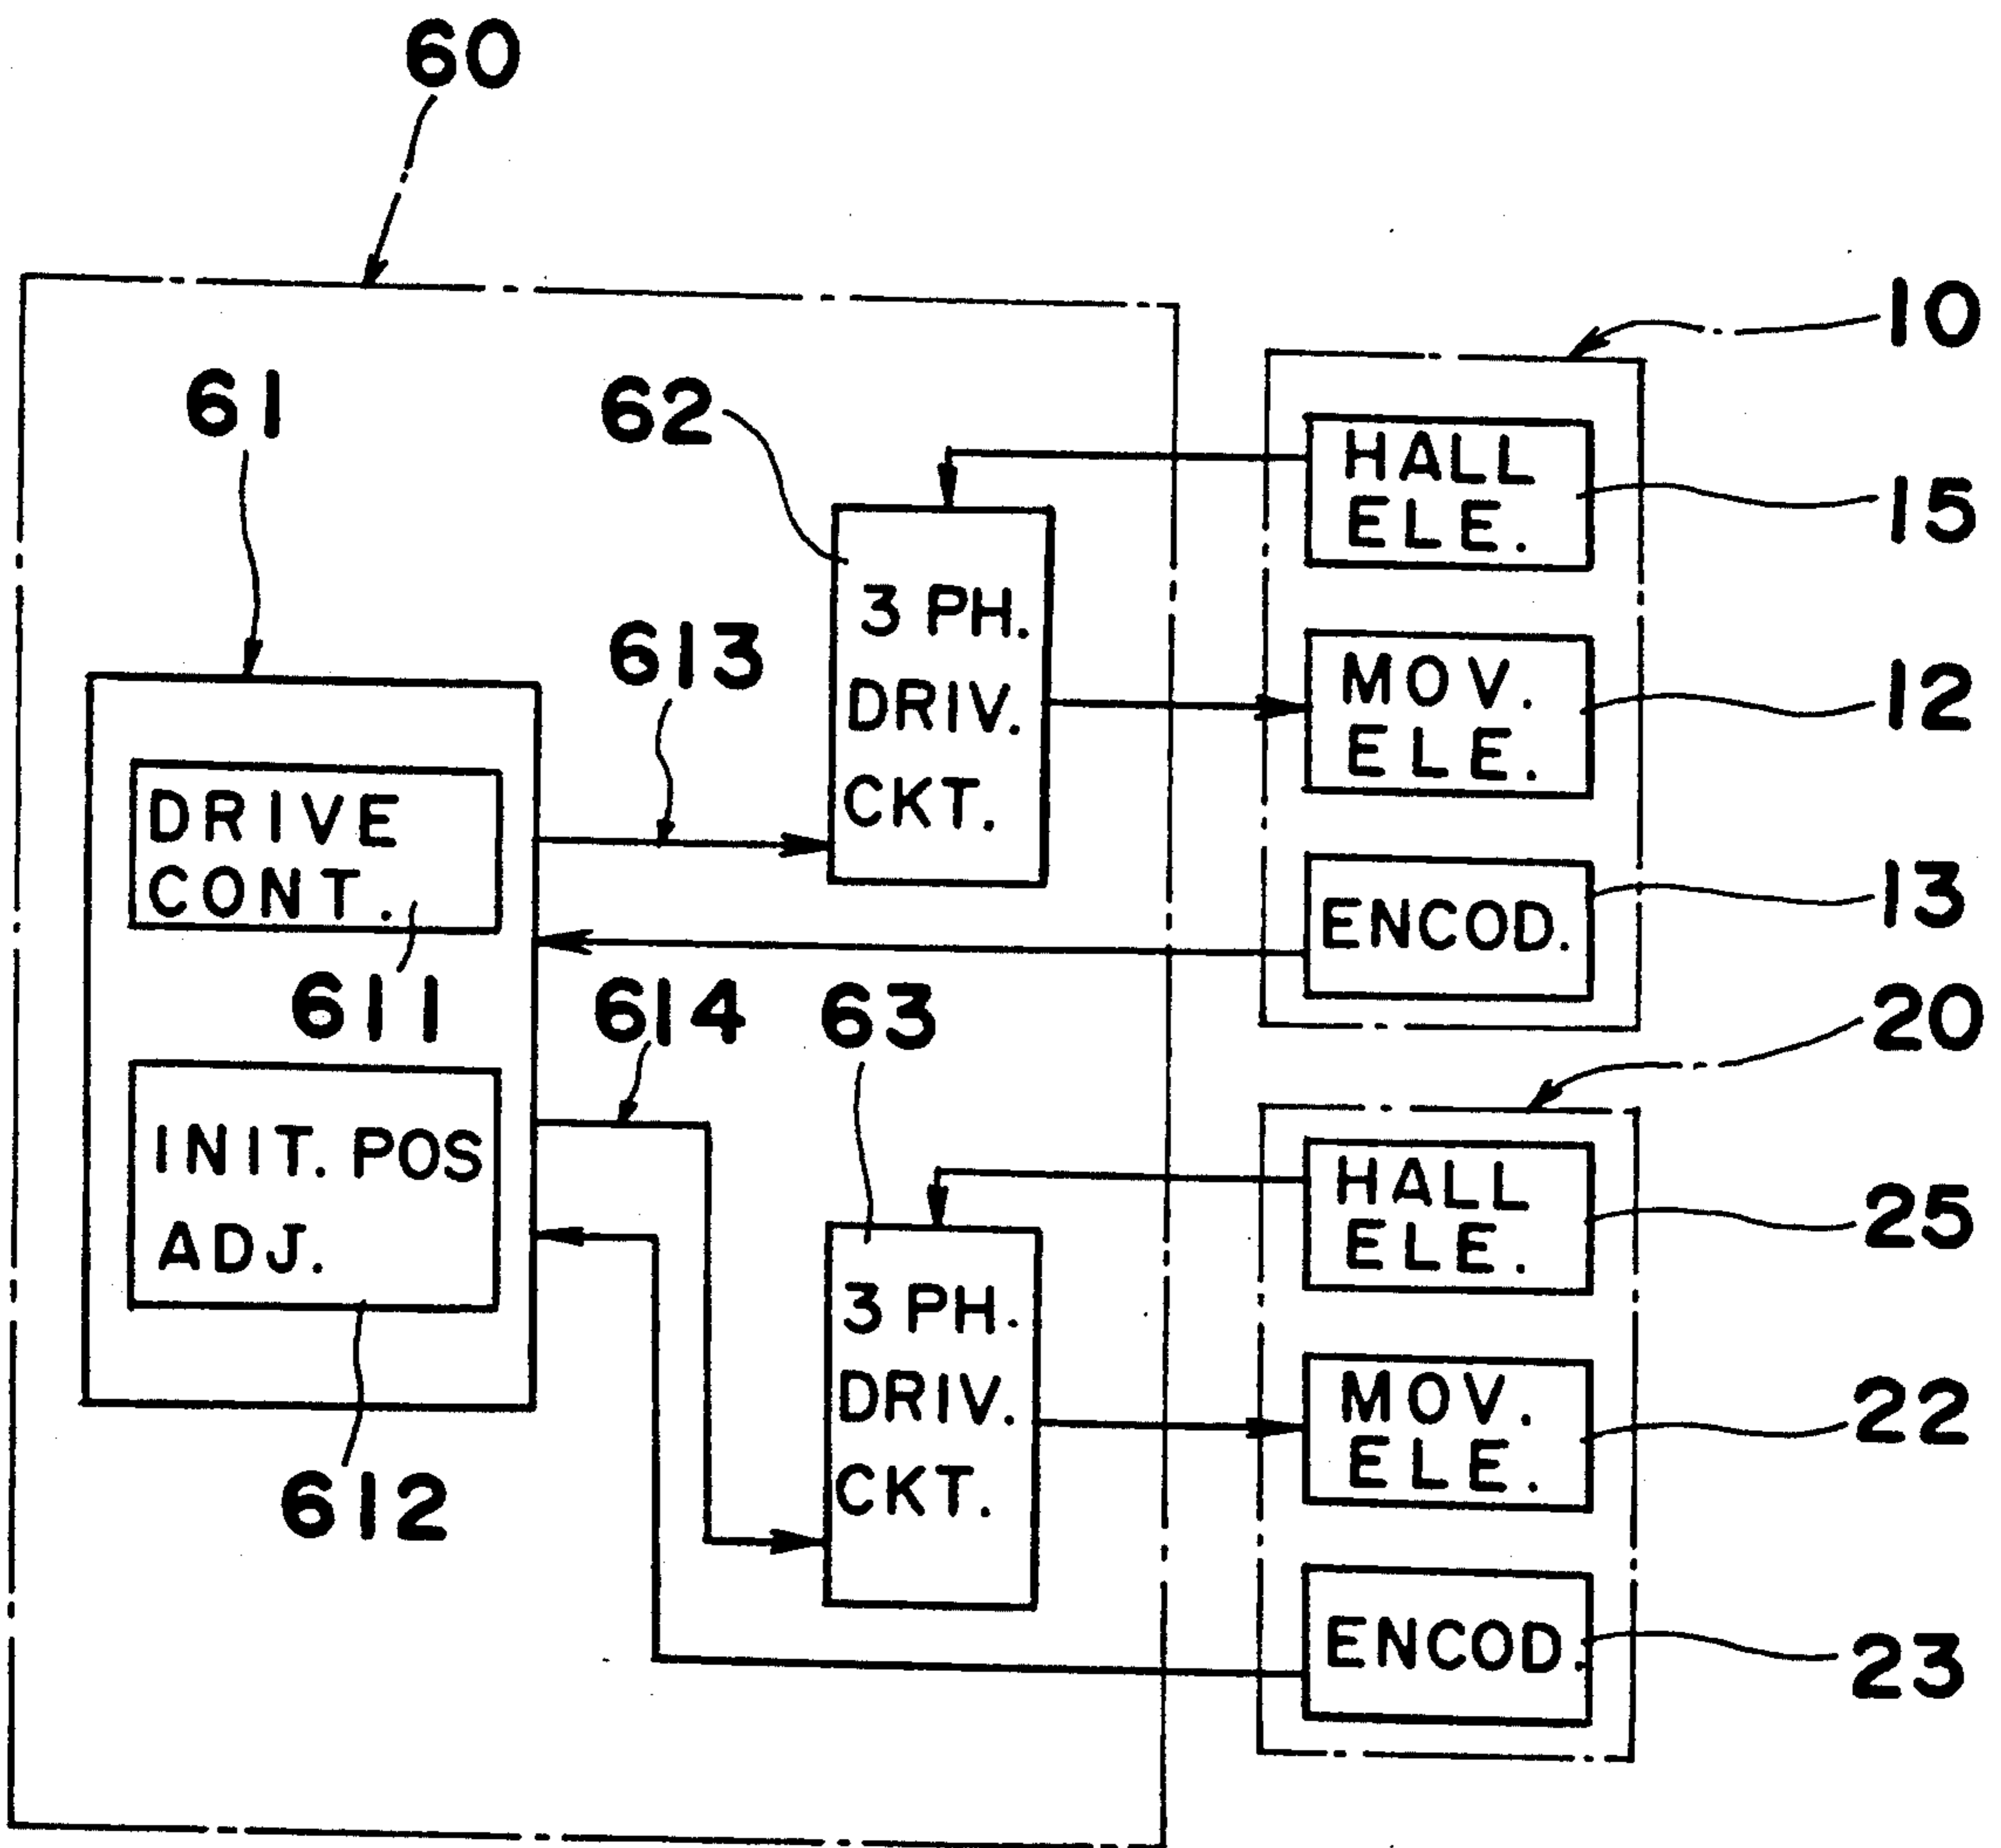 60
10
61
62
HALL
ELE.
15
3 PH.
DRIV.
CKT.
613
MOV.
ELE.
12
DRIVE
CONT.
611
ENCOD.
13
614
63
20
INIT. POS
ADJ.
612
HALL
ELE.
25
3 PH.
DRIV.
CKT.
MOV.
ELE.
22
ENCOD.
23